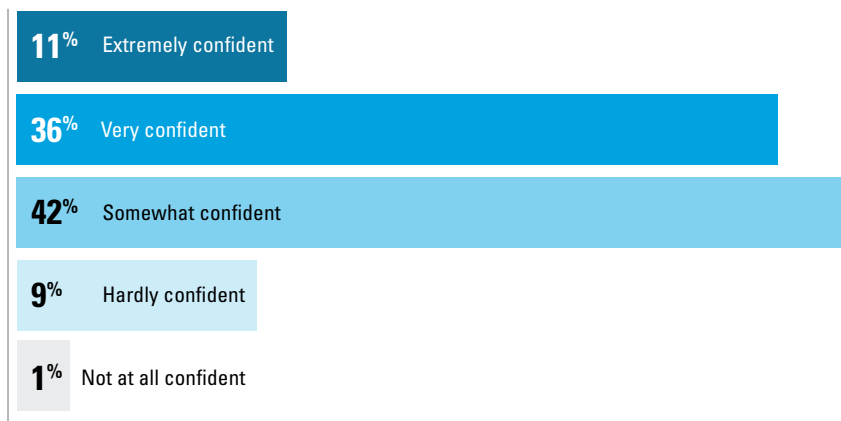 11% Extremely confident
36% Very confident
42% Somewhat confident
9% Hardly confident
1% Not at all confident